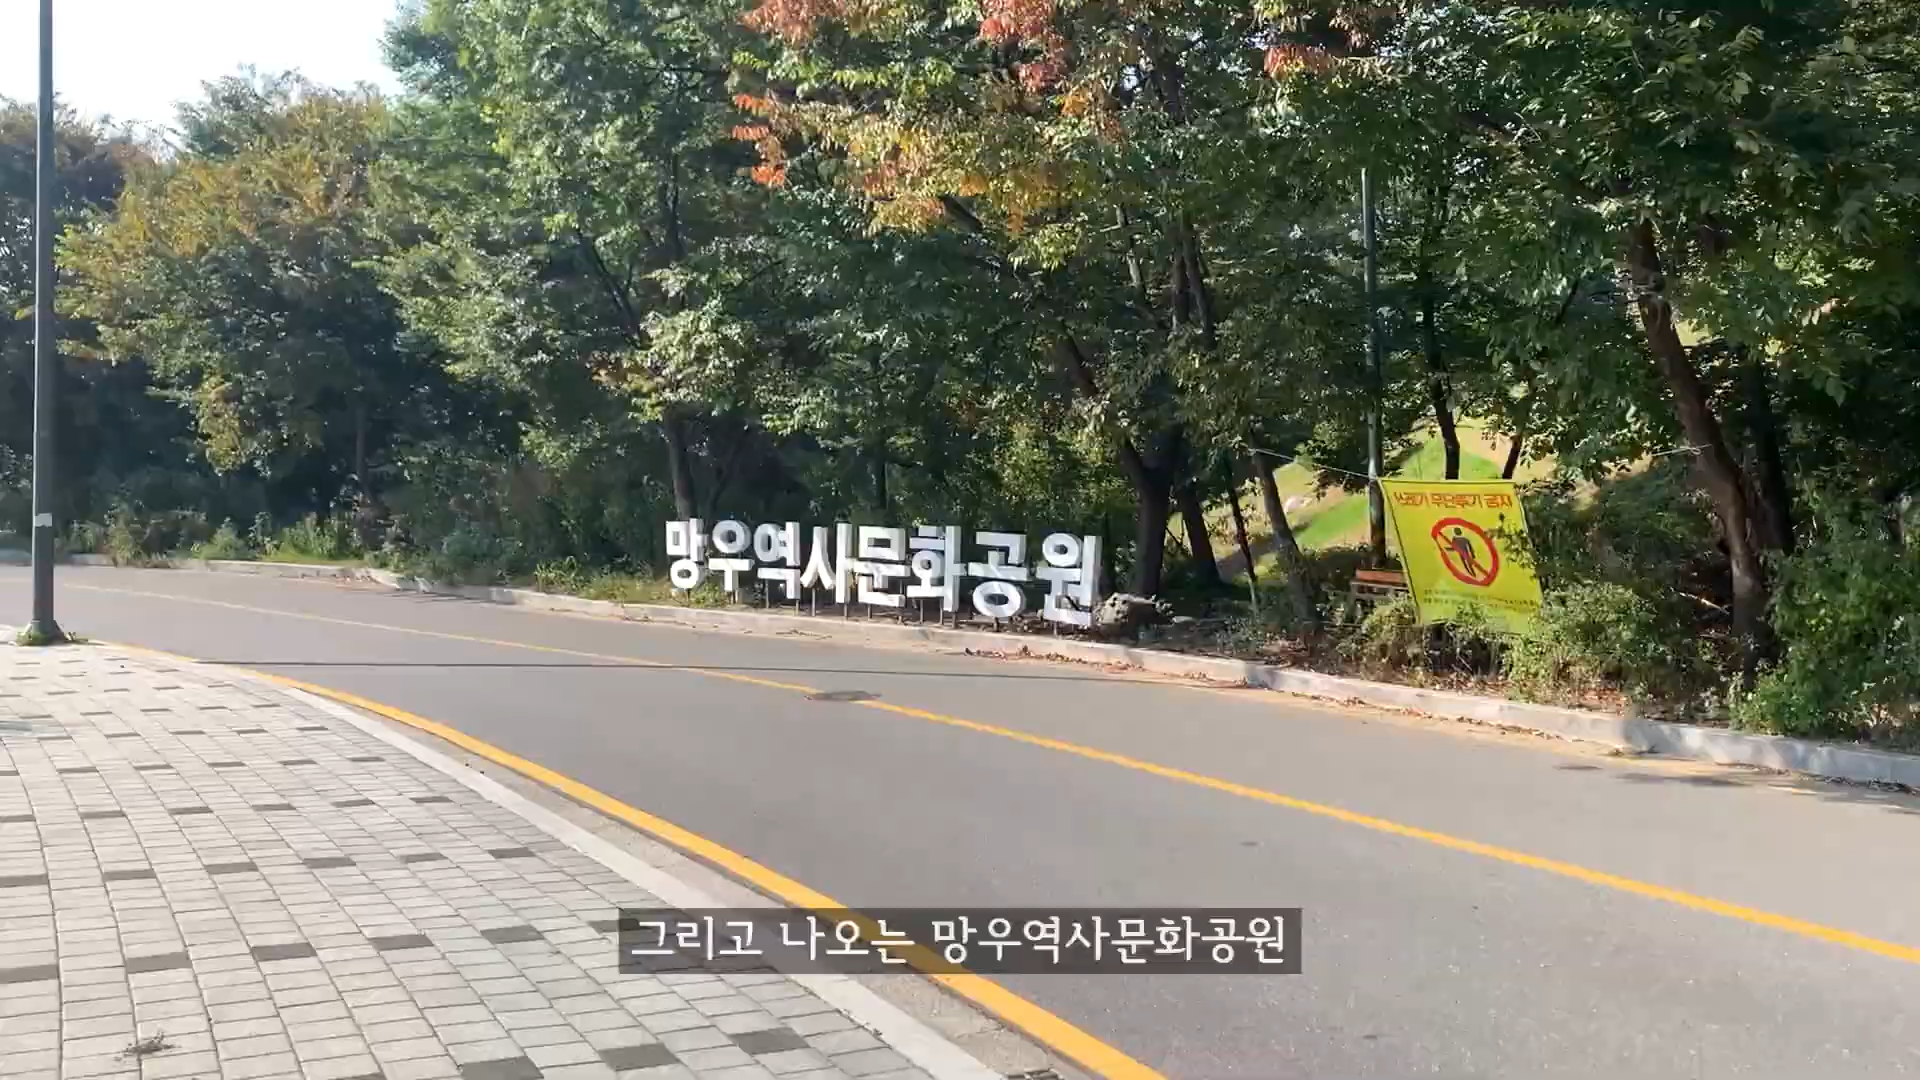 망우역사문화공원
쓰레기 무단투기 금지
그리고 나오는 망우역사문화공원